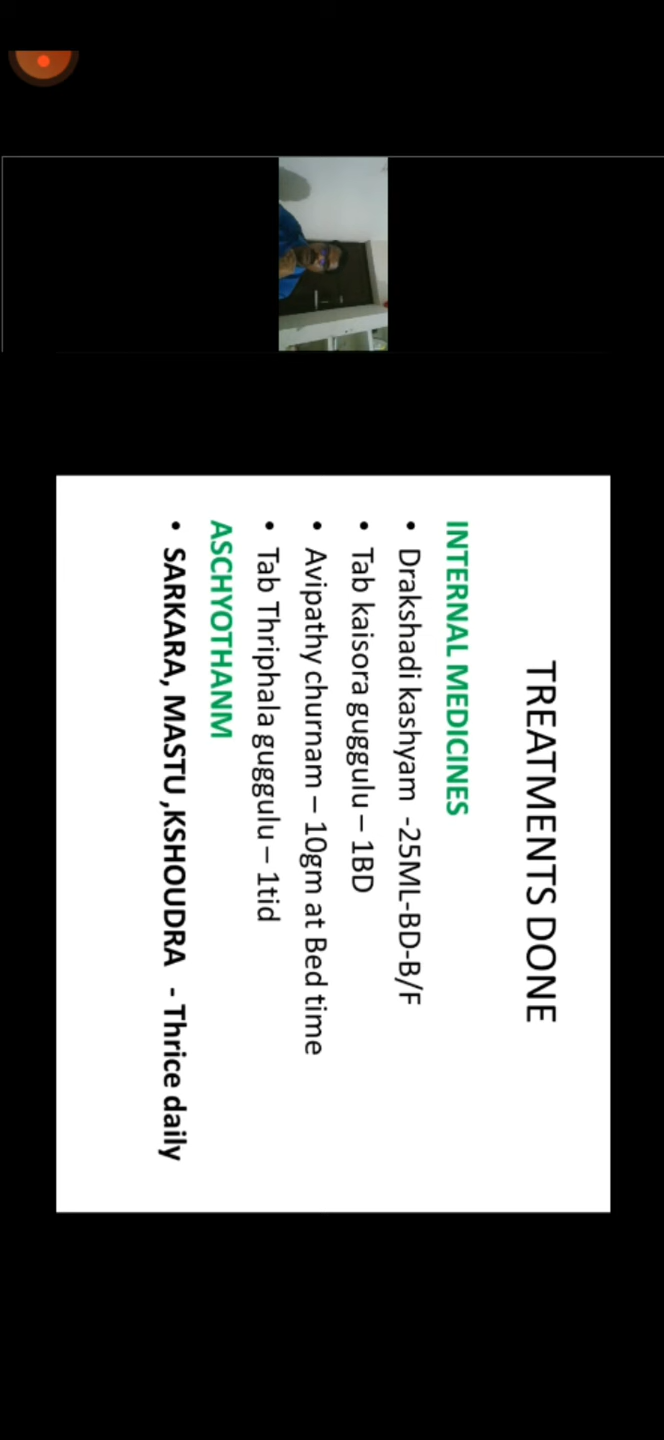 TREATMENTS DONE
INTERNAL MEDICINES
• Drakshadi kashyam -25ML-BD-B/F
• Tab kaisora guggulu – 1BD
• Avipathy churnam – 10gm at Bed time
• Tab Thriphala guggulu – 1tid
ASCHYOTHANM
• SARKARA, MASTU ,KSHOUDRA - Thrice daily